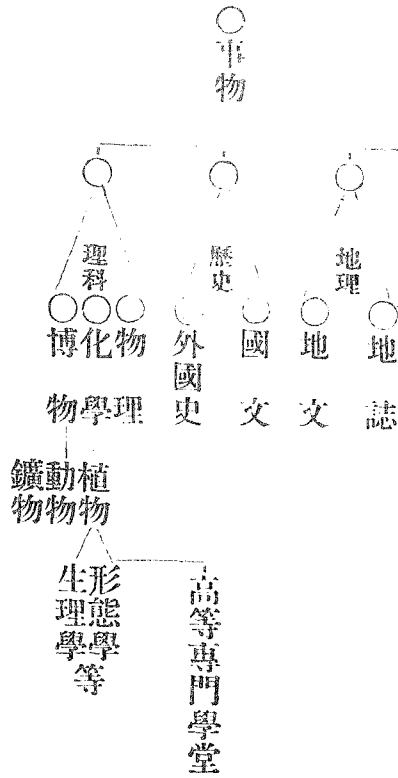 事物
地理
歷史
理科
地誌
地文
國文
外國史
物理
化學
博物
植物
動物
鑛物
高等專門學堂
形態學
生理學
等